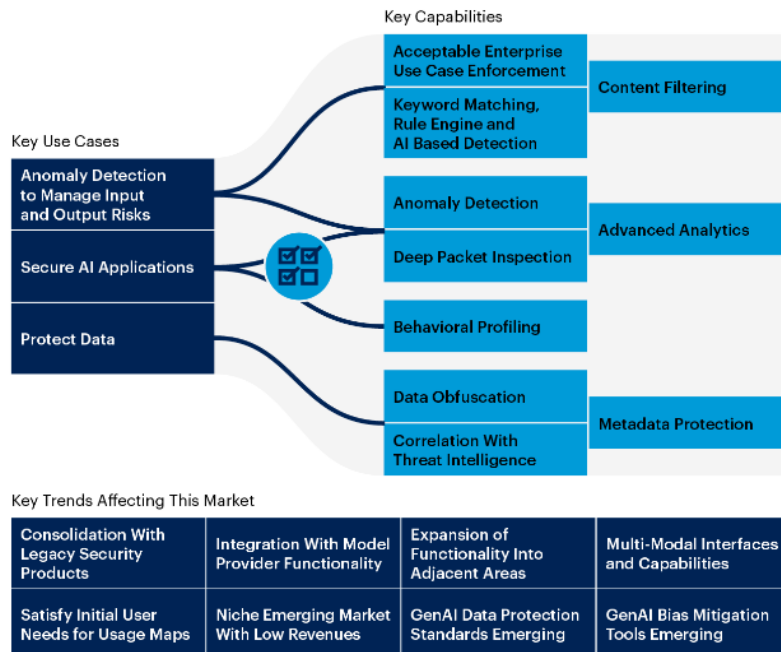 Key Capabilities
Acceptable Enterprise
Use Case Enforcement
Content Filtering
Keyword Matching,
Rule Engine and
AI Based Detection
Key Use Cases
Anomaly Detection
to Manage Input
and Output Risks
Secure AI Applications
Protect Data
Anomaly Detection
Advanced Analytics
Deep Packet Inspection
Behavioral Profiling
Data Obfuscation
Metadata Protection
Correlation With
Threat Intelligence
Key Trends Affecting This Market
Consolidation With
Legacy Security
Products
Integration With Model
Provider Functionality
Expansion of
Functionality Into
Adjacent Areas
Multi-Modal Interfaces
and Capabilities
Satisfy Initial User
Needs for Usage Maps
Niche Emerging Market
With Low Revenues
GenAI Data Protection
Standards Emerging
GenAI Bias Mitigation
Tools Emerging